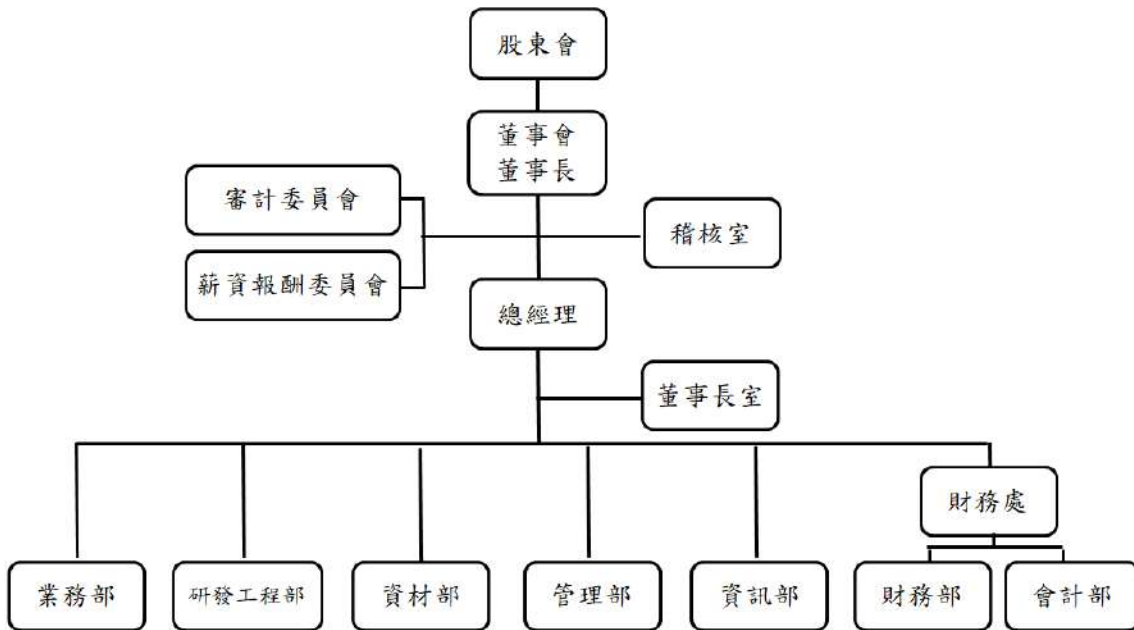 股東會
董事會
董事長
審計委員會
稽核室
薪資報酬委員會
總經理
董事長室
財務處
業務部
研發工程部
資材部
管理部
資訊部
財務部
會計部